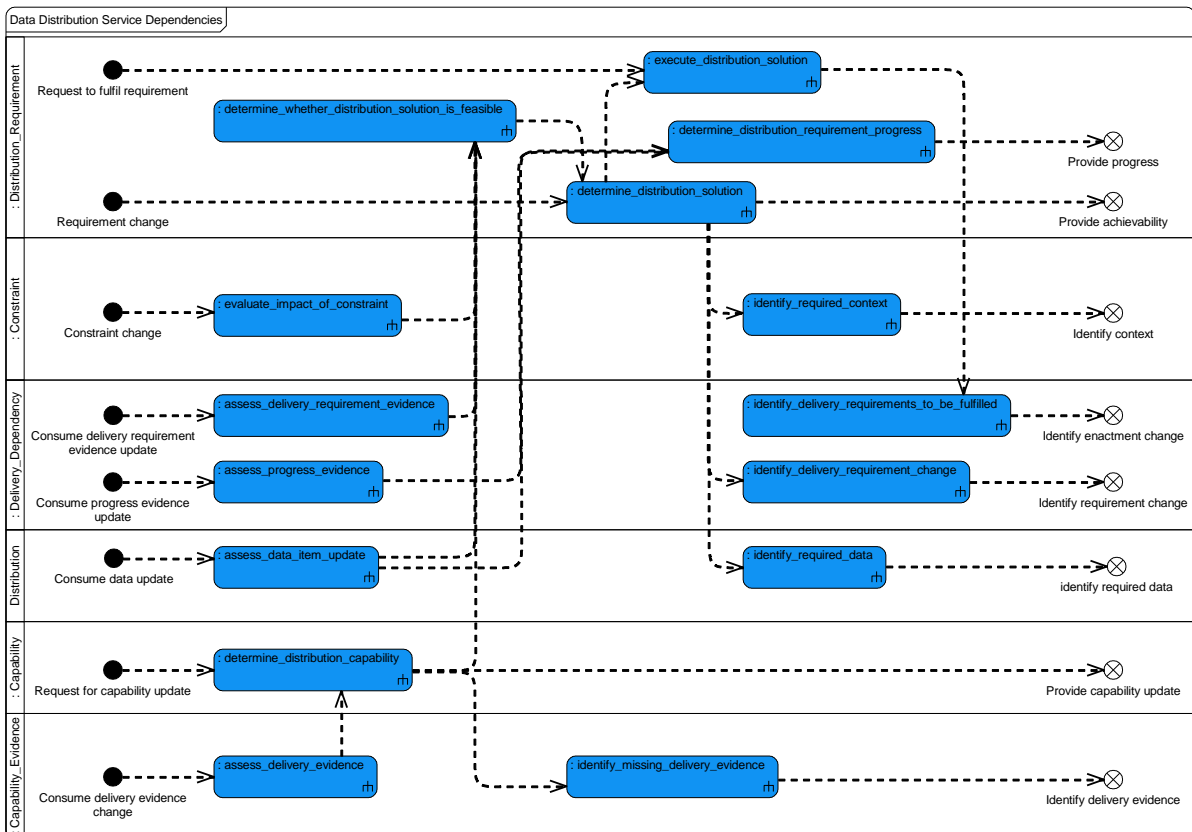 Data Distribution Service Dependencies
: Distribution_Requirement
Request to fulfil requirement
: execute_distribution_solution
: determine_whether_distribution_solution_is_feasible
: determine_distribution_requirement_progress
Provide progress
Requirement change
: determine_distribution_solution
Provide achievability
: Constraint
Constraint change
: evaluate_impact_of_constraint
: identify_required_context
Identify context
: Delivery_Dependency
Consume delivery requirement
evidence update
: assess_delivery_requirement_evidence
: identify_delivery_requirements_to_be_fulfilled
Identify enactment change
Consume progress evidence
update
: assess_progress_evidence
: identify_delivery_requirement_change
Identify requirement change
Distribution
Consume data update
: assess_data_item_update
: identify_required_data
identify required data
: Capability
Request for capability update
: determine_distribution_capability
Provide capability update
: Capability_Evidence
Consume delivery evidence
change
: assess_delivery_evidence
: identify_missing_delivery_evidence
Identify delivery evidence